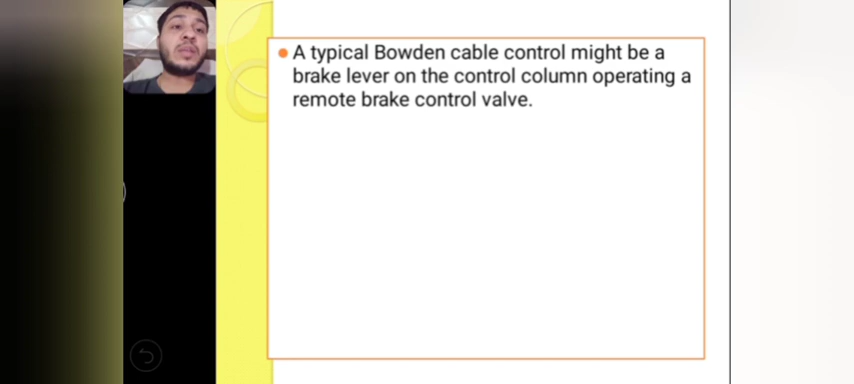 A typical Bowden cable control might be a
brake lever on the control column operating a
remote brake control valve.